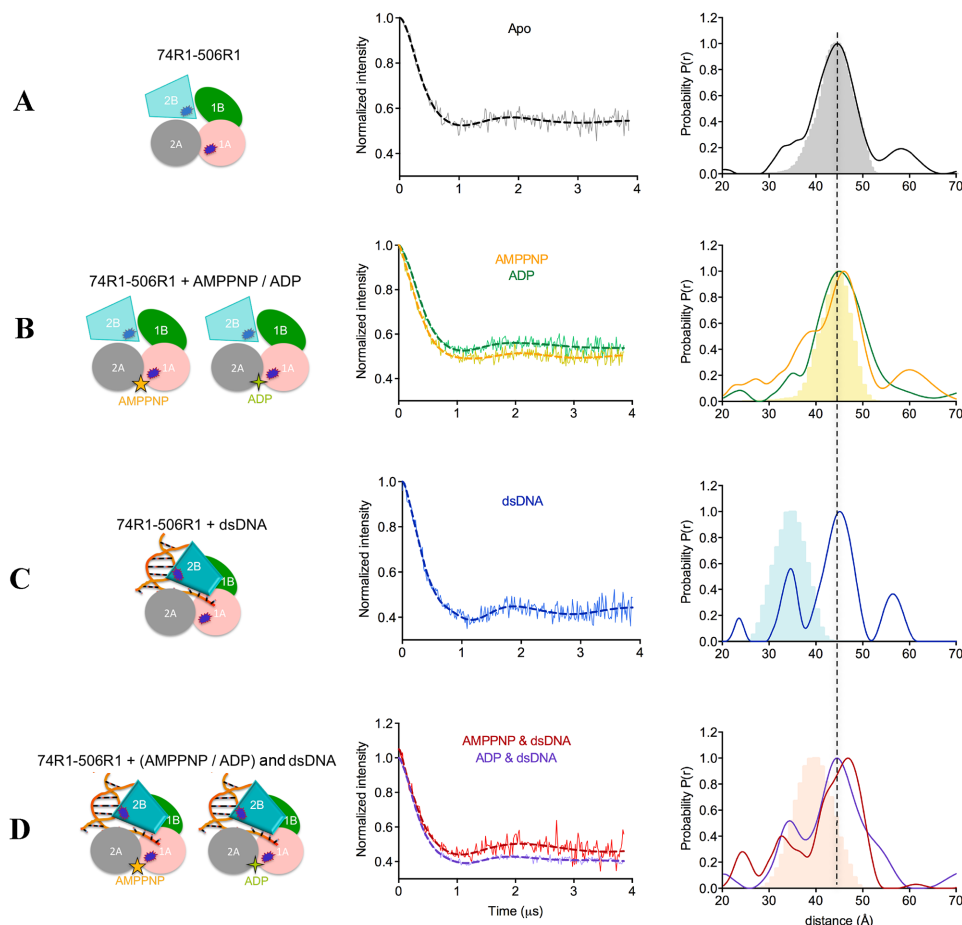 A
74R1-506R1
2B
1B
2A
1A
Normalized intensity
1.0
0.8
0.6
0.4
0
1
2
3
4
Apo
Probability P(r)
1.2
1.0
0.8
0.6
0.4
0.2
0.0
20
30
40
50
60
70
B
74R1-506R1 + AMPPNP / ADP
2B
1B
2A
1A
AMPPNP
2B
1B
2A
1A
ADP
Normalized intensity
1.0
0.8
0.6
0.4
0
1
2
3
4
AMPPNP
ADP
Probability P(r)
1.2
1.0
0.8
0.6
0.4
0.2
0.0
20
30
40
50
60
70
C
74R1-506R1 + dsDNA
2B
1B
2A
1A
Normalized intensity
1.0
0.8
0.6
0.4
0
1
2
3
4
dsDNA
Probability P(r)
1.2
1.0
0.8
0.6
0.4
0.2
0.0
20
30
40
50
60
70
D
74R1-506R1 + (AMPPNP / ADP) and dsDNA
2B
1B
2A
1A
AMPPNP
2B
1B
2A
1A
ADP
Normalized intensity
1.2
1.0
0.8
0.6
0.4
0
1
2
3
4
Time (μs)
AMPPNP & dsDNA
ADP & dsDNA
Probability P(r)
1.2
1.0
0.8
0.6
0.4
0.2
0.0
20
30
40
50
60
70
distance (Å)